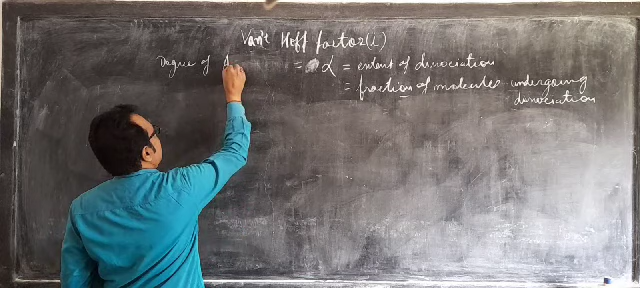 Van't Hoff factor (i)
Degree of d = α = extent of dissociation
= fraction of molecules undergoing
dissociation